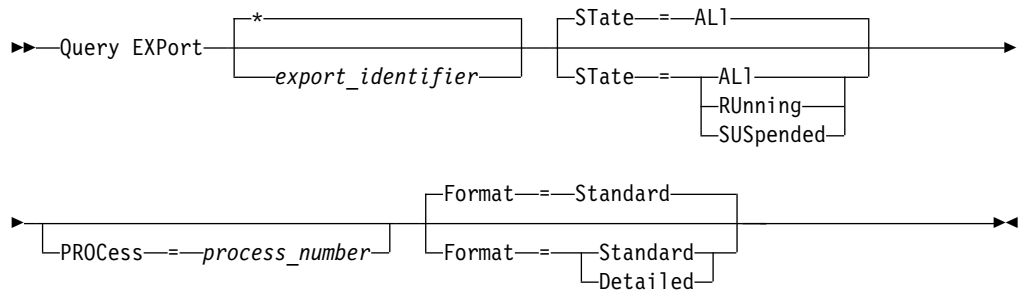 * STate = ALl
Query EXPort
export_identifier STate = ALl
RUnning
SUSpended
Format = Standard
PROCess = process_number Format = Standard
Detailed